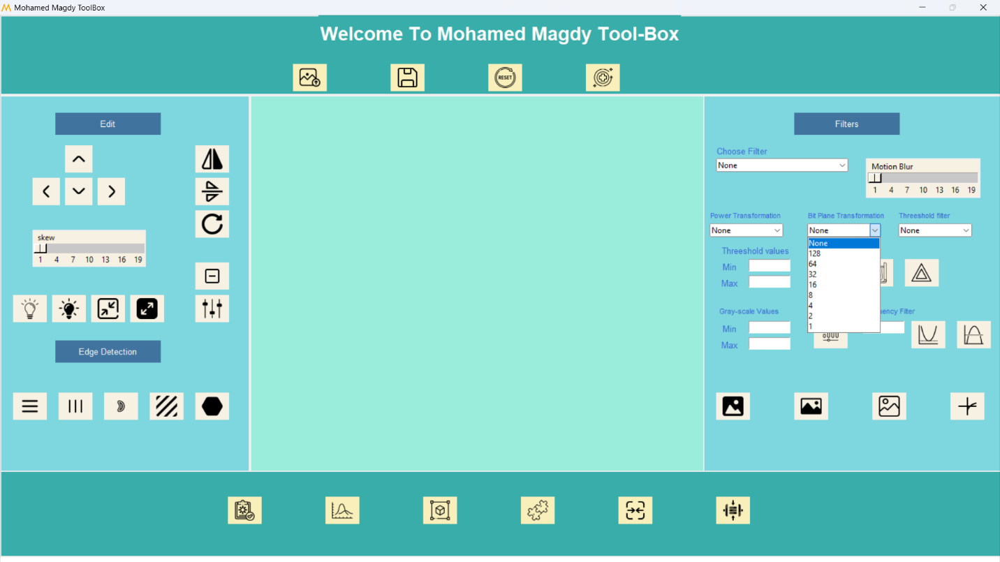 Mohamed Magdy ToolBox
Welcome To Mohamed Magdy Tool-Box
RESET
Edit
skew
1 4 7 10 13 16 19
Edge Detection
Filters
Choose Filter
None
Motion Blur
1 4 7 10 13 16 19
Power Transformation
None
Bit Plane Transformation
None
None
128
64
32
16
8
4
2
1
Threeshold filter
None
Threeshold values
Min
Max
Gray-scale Values
Min
Max
Filter